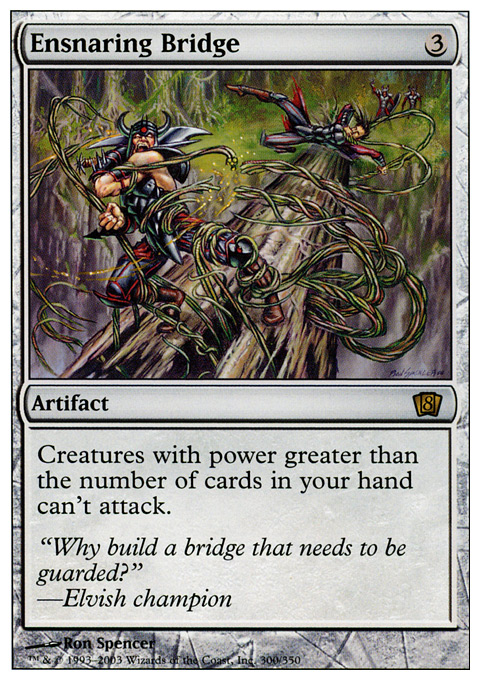 Ensnaring Bridge 3
Artifact 8
Creatures with power greater than
the number of cards in your hand
can't attack.
“Why build a bridge that needs to be
guarded?”
—Elvish champion
Ron Spencer
™ & © 1993–2003 Wizards of the Coast, Inc. 300/350